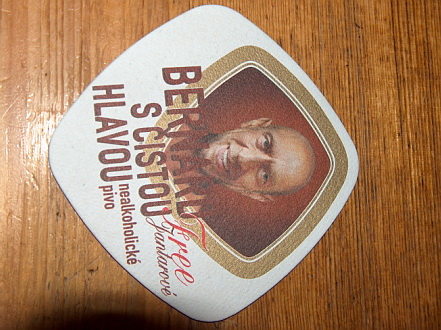 BERNARD
S ČISTOU
HLAVOU
nealkoholické
pivo
Free
Jantarové